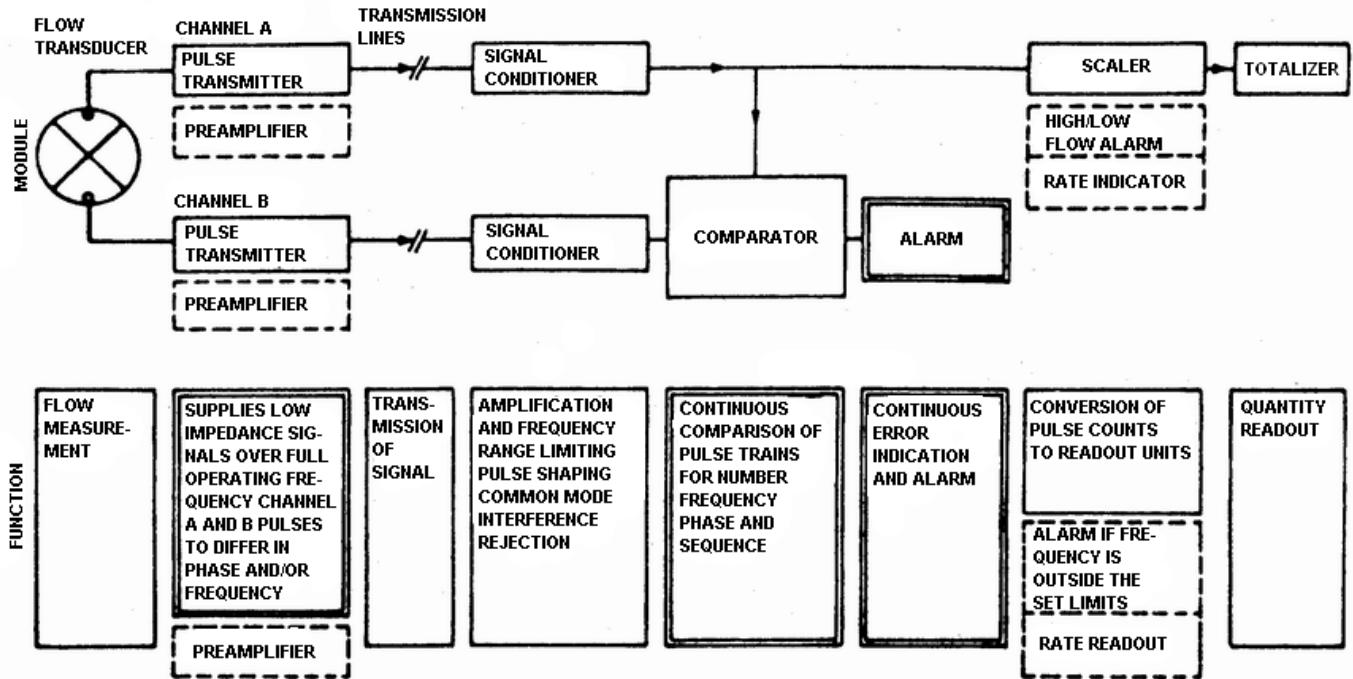 FLOW
TRANSDUCER
CHANNEL A
TRANSMISSION
LINES
PULSE
TRANSMITTER
SIGNAL
CONDITIONER
SCALER
TOTALIZER
PREAMPLIFIER
HIGH/LOW
FLOW ALARM
RATE INDICATOR
MODULE
CHANNEL B
PULSE
TRANSMITTER
SIGNAL
CONDITIONER
COMPARATOR
ALARM
PREAMPLIFIER
FUNCTION
FLOW
MEASURE-
MENT
SUPPLIES LOW
IMPEDANCE SIG-
NALS OVER FULL
OPERATING FRE-
QUENCY CHANNEL
A AND B PULSES
TO DIFFER IN
PHASE AND/OR
FREQUENCY
PREAMPLIFIER
TRANS-
MISSION
OF
SIGNAL
AMPLIFICATION
AND FREQUENCY
RANGE LIMITING
PULSE SHAPING
COMMON MODE
INTERFERENCE
REJECTION
CONTINUOUS
COMPARISON OF
PULSE TRAINS
FOR NUMBER
FREQUENCY
PHASE AND
SEQUENCE
CONTINUOUS
ERROR
INDICATION
AND ALARM
CONVERSION OF
PULSE COUNTS
TO READOUT UNITS
ALARM IF FRE-
QUENCY IS
OUTSIDE THE
SET LIMITS
RATE READOUT
QUANTITY
READOUT